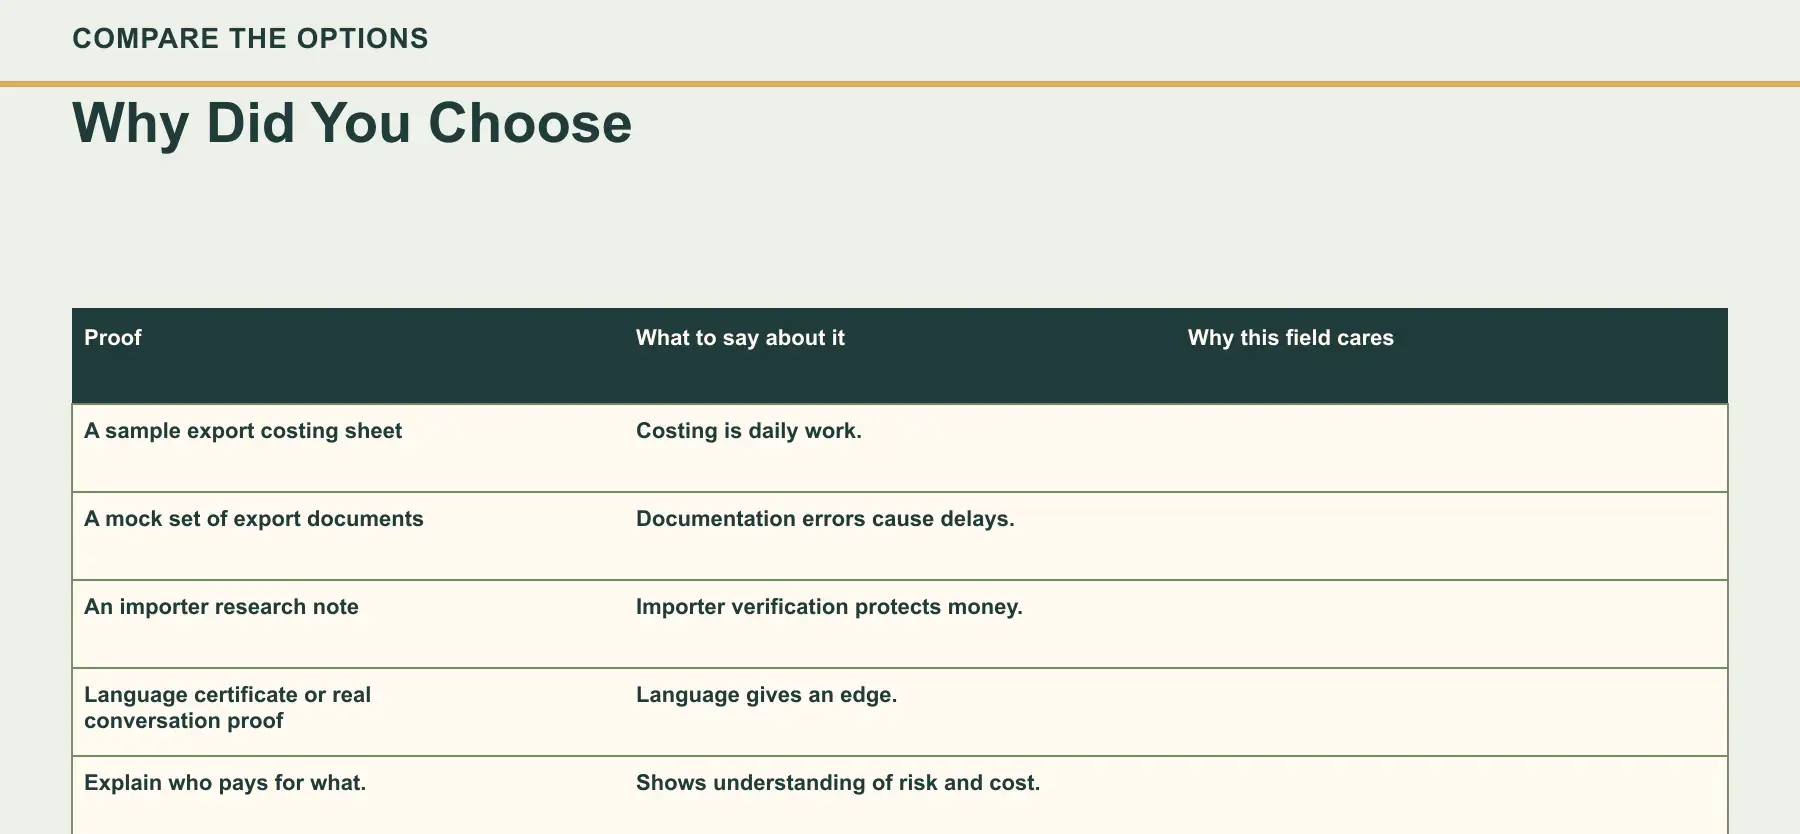 COMPARE THE OPTIONS
Why Did You Choose
Proof What to say about it Why this field cares
A sample export costing sheet Costing is daily work.
A mock set of export documents Documentation errors cause delays.
An importer research note Importer verification protects money.
Language certificate or real Language gives an edge.
conversation proof
Explain who pays for what. Shows understanding of risk and cost.